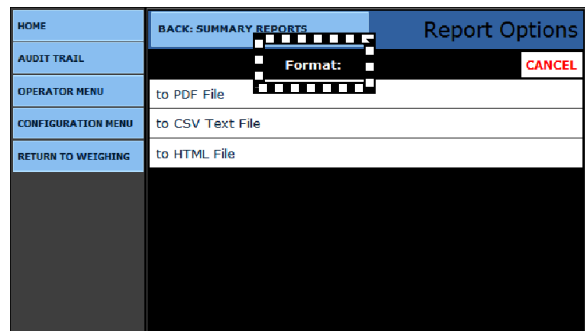 HOME
BACK: SUMMARY REPORTS
Report Options
AUDIT TRAIL
Format:
CANCEL
OPERATOR MENU
to PDF File
CONFIGURATION MENU
to CSV Text File
RETURN TO WEIGHING
to HTML File